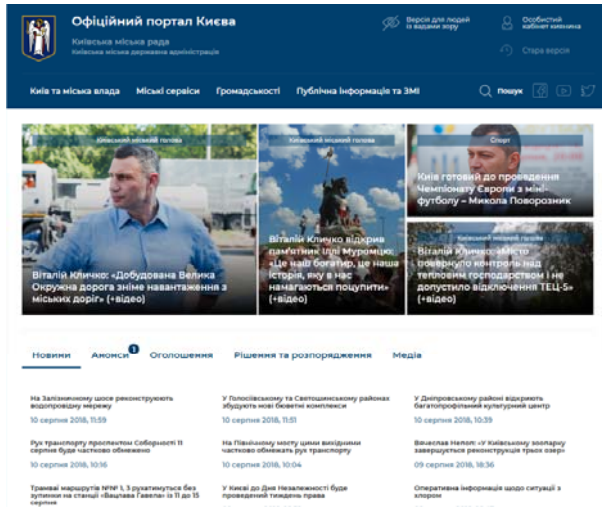 Офіційний портал Києва
Київська міська рада
Київська міська державна адміністрація
Версія для людей
із вадами зору
Особистий
кабінет киянина
Стара версія
Київ та міська влада
Міські сервіси
Громадськості
Публічна інформація та ЗМІ
Пошук
Київський міський голова
Віталій Кличко: «Добудована Велика
Окружна дорога зніме навантаження з
міських доріг» (+відео)
Київський міський голова
Віталій Кличко відкрив
пам'ятник Іллі Муромцю:
«Це наш богатир, це наша
історія, яку в нас
намагаються поцупити»
(+відео)
Спорт
Київ готовий до проведення
Чемпіонату Європи з міні-
футболу – Микола Поворозник
Київський міський голова
Віталій Кличко: «Місто
повернуло контроль над
тепловим господарством і не
допустило відключення ТЕЦ-5»
(+відео)
Новини
Анонси 1
Оголошення
Рішення та розпорядження
Медіа
На Залізничному шосе реконструюють
водопровідну мережу
10 серпня 2018, 11:59
У Голосіївському та Святошинському районах
збудують нові бюветні комплекси
10 серпня 2018, 11:51
У Дніпровському районі відкриють
багатопрофільний культурний центр
10 серпня 2018, 10:39
Рух транспорту проспектом Соборності 11
серпня буде частково обмежено
10 серпня 2018, 10:16
На Північному мосту цими вихідними
частково обмежать рух транспорту
10 серпня 2018, 10:04
Вячеслав Непоп: «У Київському зоопарку
завершується реконструкція трьох озер»
09 серпня 2018, 18:36
Трамваї маршрутів №№ 1, 3 рухатимуться без
зупинки на станції «Вацлава Гавела» із 11 до 15
серпня
У Києві до Дня Незалежності буде
проведений тиждень права
Оперативна інформація щодо ситуації з
хлором